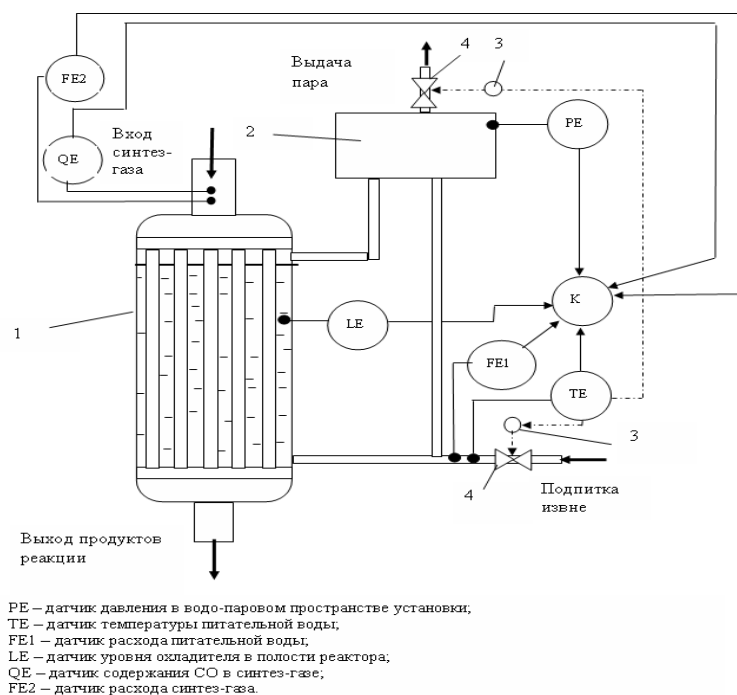 4
3
Выдача
пара
FE2
Вход
синтез-
газа
2
PE
QE
K
1
LE
FE1
TE
3
4
Подпитка
извне
Выход продуктов
реакции
PE – датчик давления в водо-паровом пространстве установки;
TE – датчик температуры питательной воды;
FE1 – датчик расхода питательной воды;
LE – датчик уровня охладителя в полости реактора;
QE – датчик содержания CO в синтез-газе;
FE2 – датчик расхода синтез-газа.